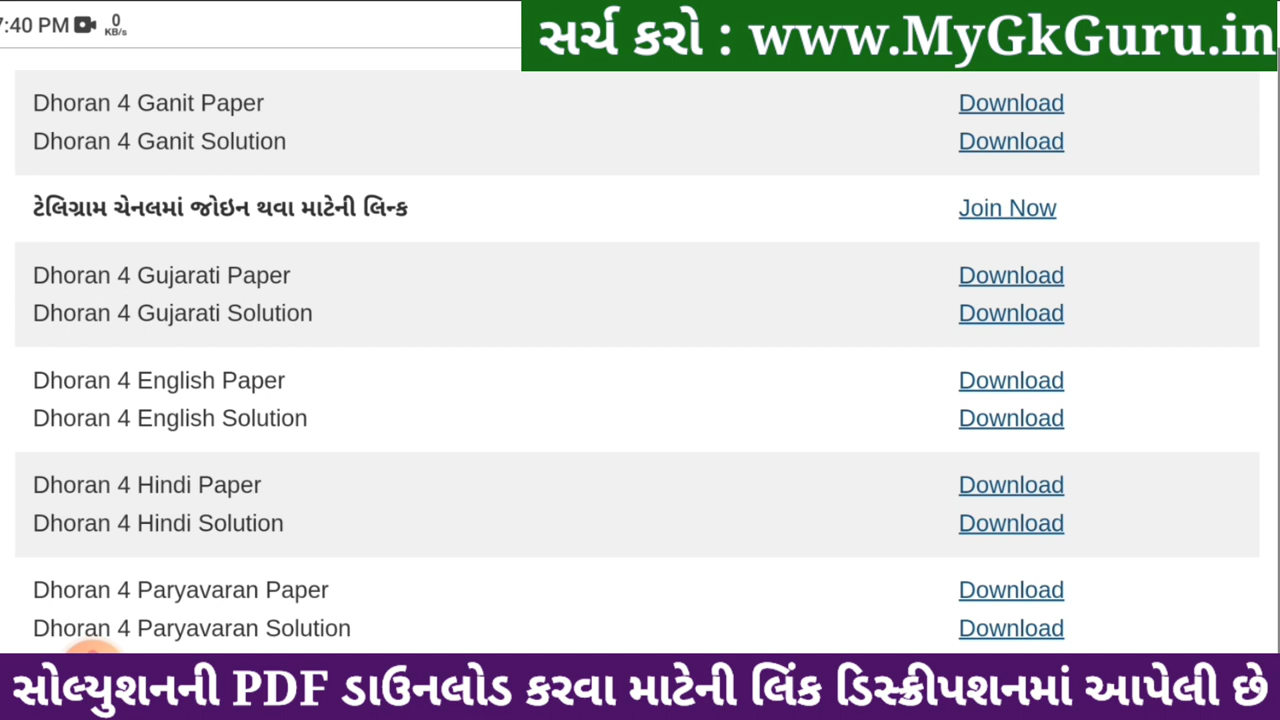 :40 PM 0 KB/s
સર્ચ કરો : www.MyGkGuru.in
Dhoran 4 Ganit Paper Download
Dhoran 4 Ganit Solution Download
ટેલિગ્રામ ચેનલમાં જોઇન થવા માટેની લિન્ક Join Now
Dhoran 4 Gujarati Paper Download
Dhoran 4 Gujarati Solution Download
Dhoran 4 English Paper Download
Dhoran 4 English Solution Download
Dhoran 4 Hindi Paper Download
Dhoran 4 Hindi Solution Download
Dhoran 4 Paryavaran Paper Download
Dhoran 4 Paryavaran Solution Download
સોલ્યુશનની PDF ડાઉનલોડ કરવા માટેની લિંક ડિસ્ક્રીપશનમાં આપેલી છે